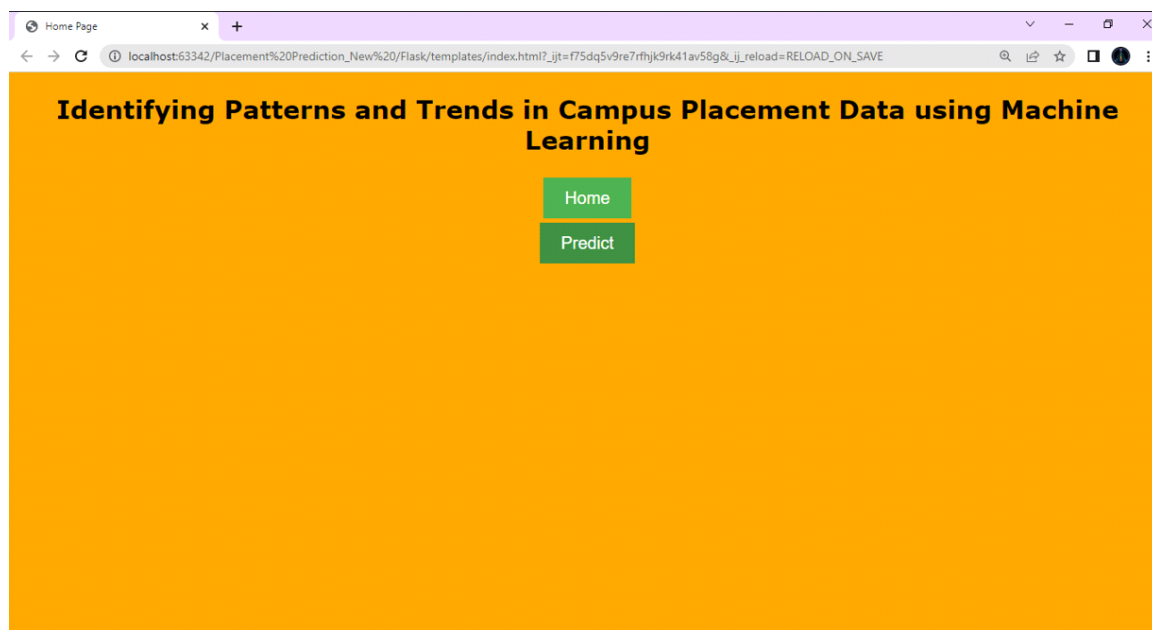 Home Page
localhost:63342/Placement%20Prediction_New%20/Flask/templates/index.html?_ijt=f75dq5v9re7rfhjk9rk41av58g&_ij_reload=RELOAD_ON_SAVE
Identifying Patterns and Trends in Campus Placement Data using Machine
Learning
Home
Predict